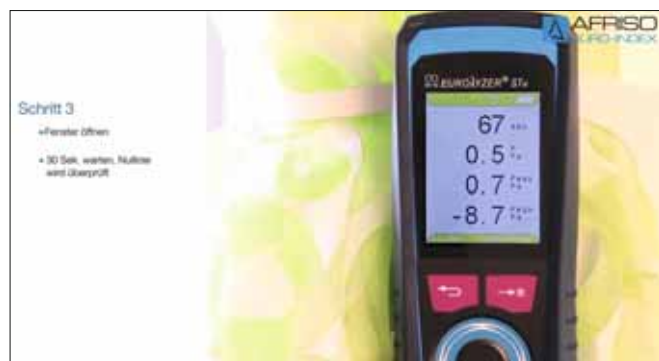 AFRISO
EURO-INDEX
EUROLYZER® STx
Schritt 3
•Fenster öffnen
• 30 Sek. warten, Nulllinie
wird überprüft
67
0.5
0.7
-8.7